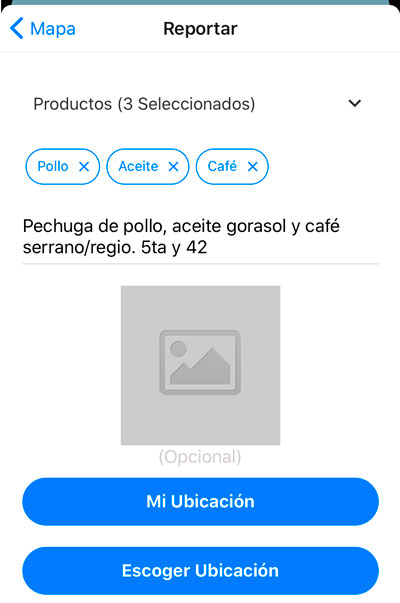 Mapa
Reportar
Productos (3 Seleccionados)
Pollo
Aceite
Café
Pechuga de pollo, aceite gorasol y café
serrano/regio. 5ta y 42
(Opcional)
Mi Ubicación
Escoger Ubicación